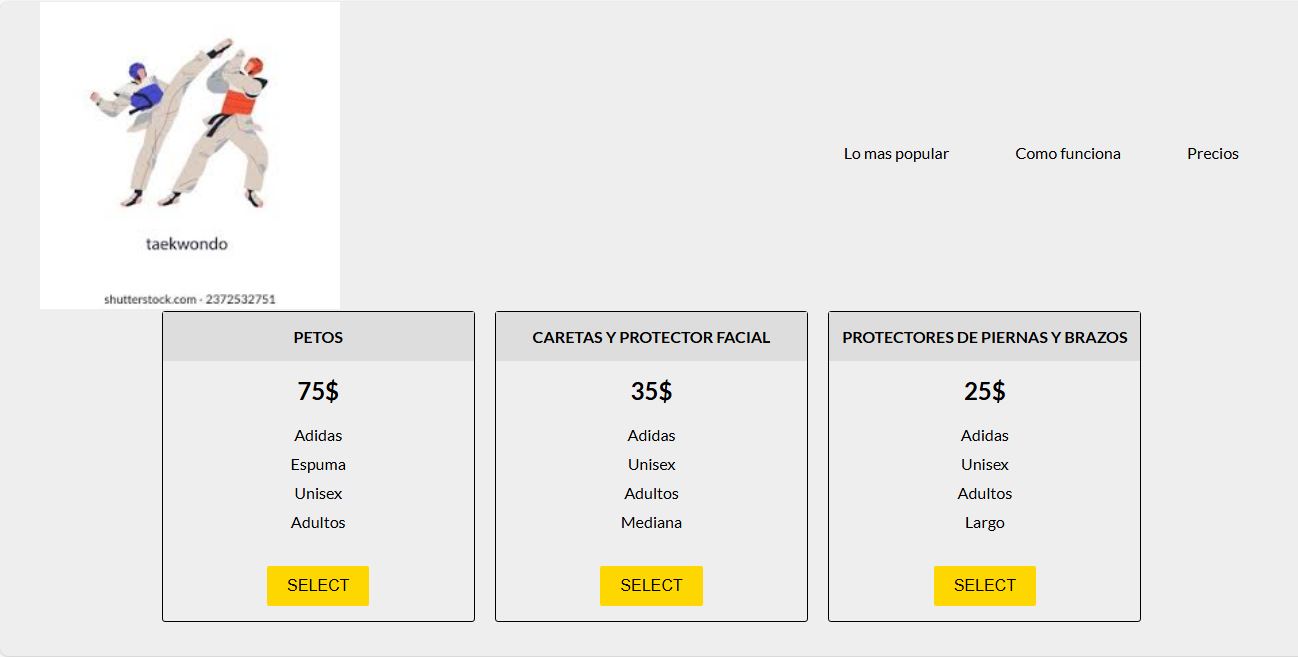 Lo mas popular
Como funciona
Precios
taekwondo
shutterstock.com · 2372532751
PETOS
75$
Adidas
Espuma
Unisex
Adultos
SELECT
CARETAS Y PROTECTOR FACIAL
35$
Adidas
Unisex
Adultos
Mediana
SELECT
PROTECTORES DE PIERNAS Y BRAZOS
25$
Adidas
Unisex
Adultos
Largo
SELECT